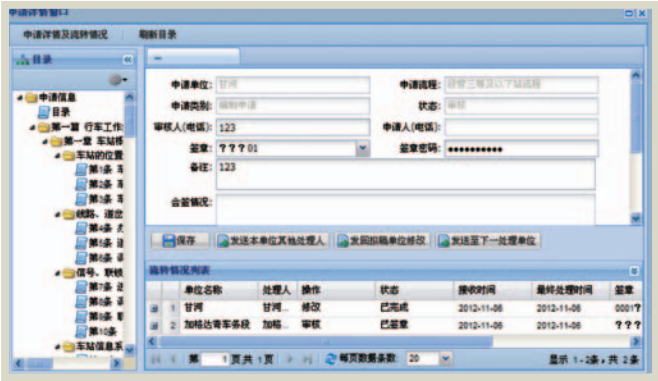 申请详情窗口
申请详情及流转情况 刷新目录
目录
申请信息
目录
第一篇 行车工作
第一章 车站
车站的位置
第1条 车
第2条 车
第3条 车
线路、道岔
第4条
第5条 道
第6条
信号、联锁
第7条
第8条
第9条
第10条
车站信息系
申请单位: 甘河 申请流程: 经营三等及以下站流程
申请类别: 编制申请 状态: 审核
审核人(电话): 123 申请人(电话):
签章: ???01 签章密码: ●●●●●●●●●●
备注: 123
会签情况:
保存 发送本单位其他处理人 发回拟稿单位修改 发送至下一处理单位
流转情况列表
单位名称 处理人 操作 状态 接收时间 最终处理时间 签章
1 甘河 甘河... 修改 已完成 2012-11-06 2012-11-06 0001?
2 加格达奇车务段 加格... 审核 已签章 2012-11-06 2012-11-06 ???
第 1 页共 1页 每页数据条数: 20 显示 1-2条,共 2条